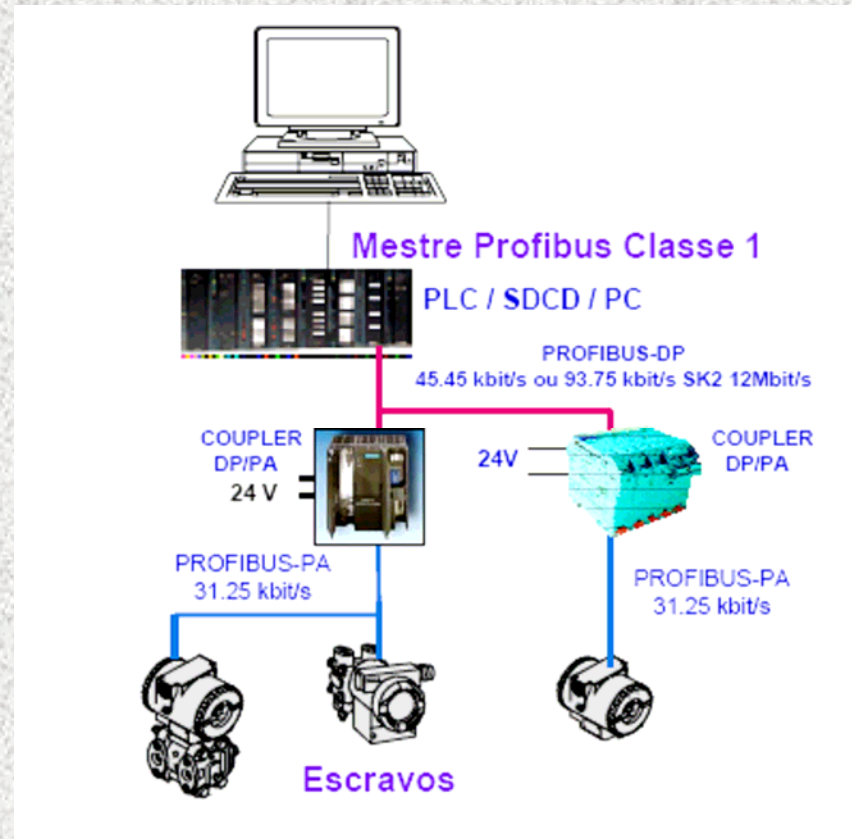 Mestre Profibus Classe 1
PLC / SDCD / PC
PROFIBUS-DP
45.45 kbit/s ou 93.75 kbit/s SK2 12Mbit/s
COUPLER
DP/PA
24 V
24V
COUPLER
DP/PA
PROFIBUS-PA
31.25 kbit/s
PROFIBUS-PA
31.25 kbit/s
Escravos